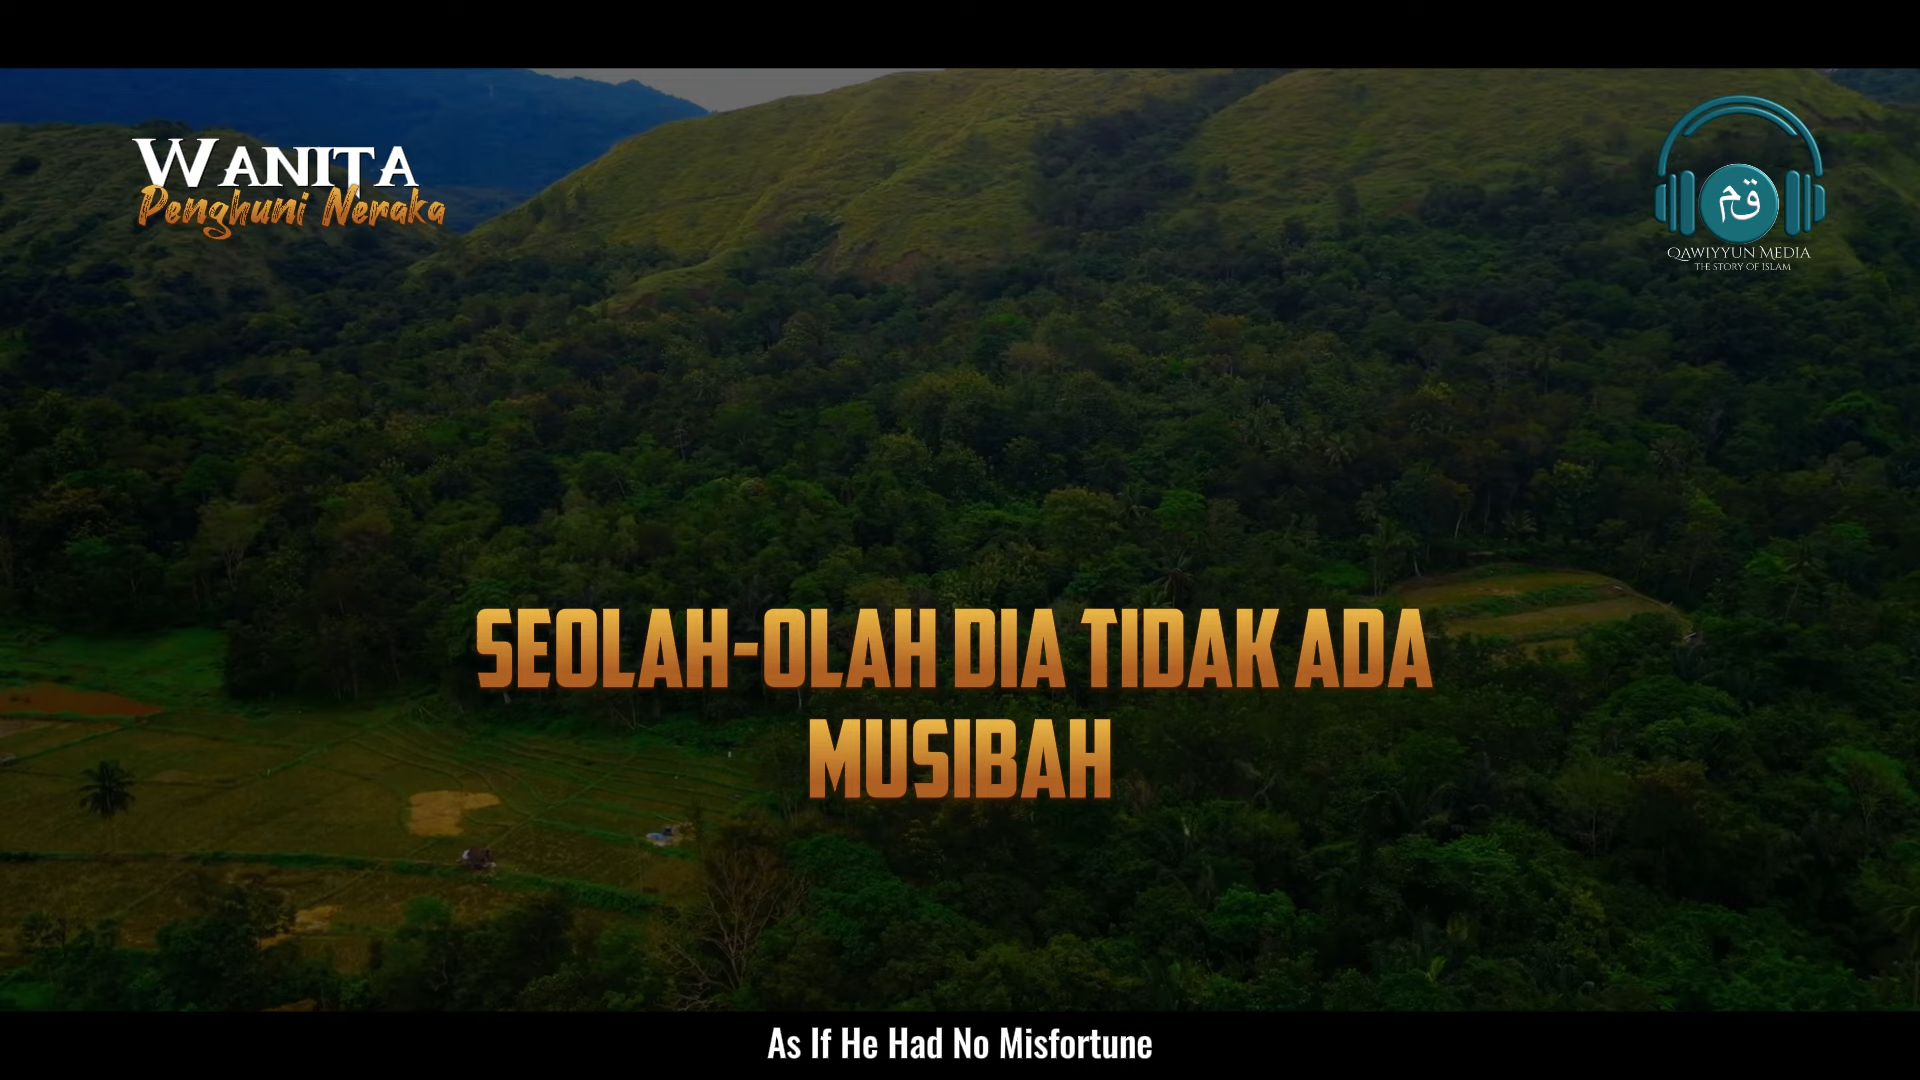 WANITA
Penghuni Neraka
قم
QAWIYYUN MEDIA
THE STORY OF ISLAM
SEOLAH-OLAH DIA TIDAK ADA
MUSIBAH
As If He Had No Misfortune